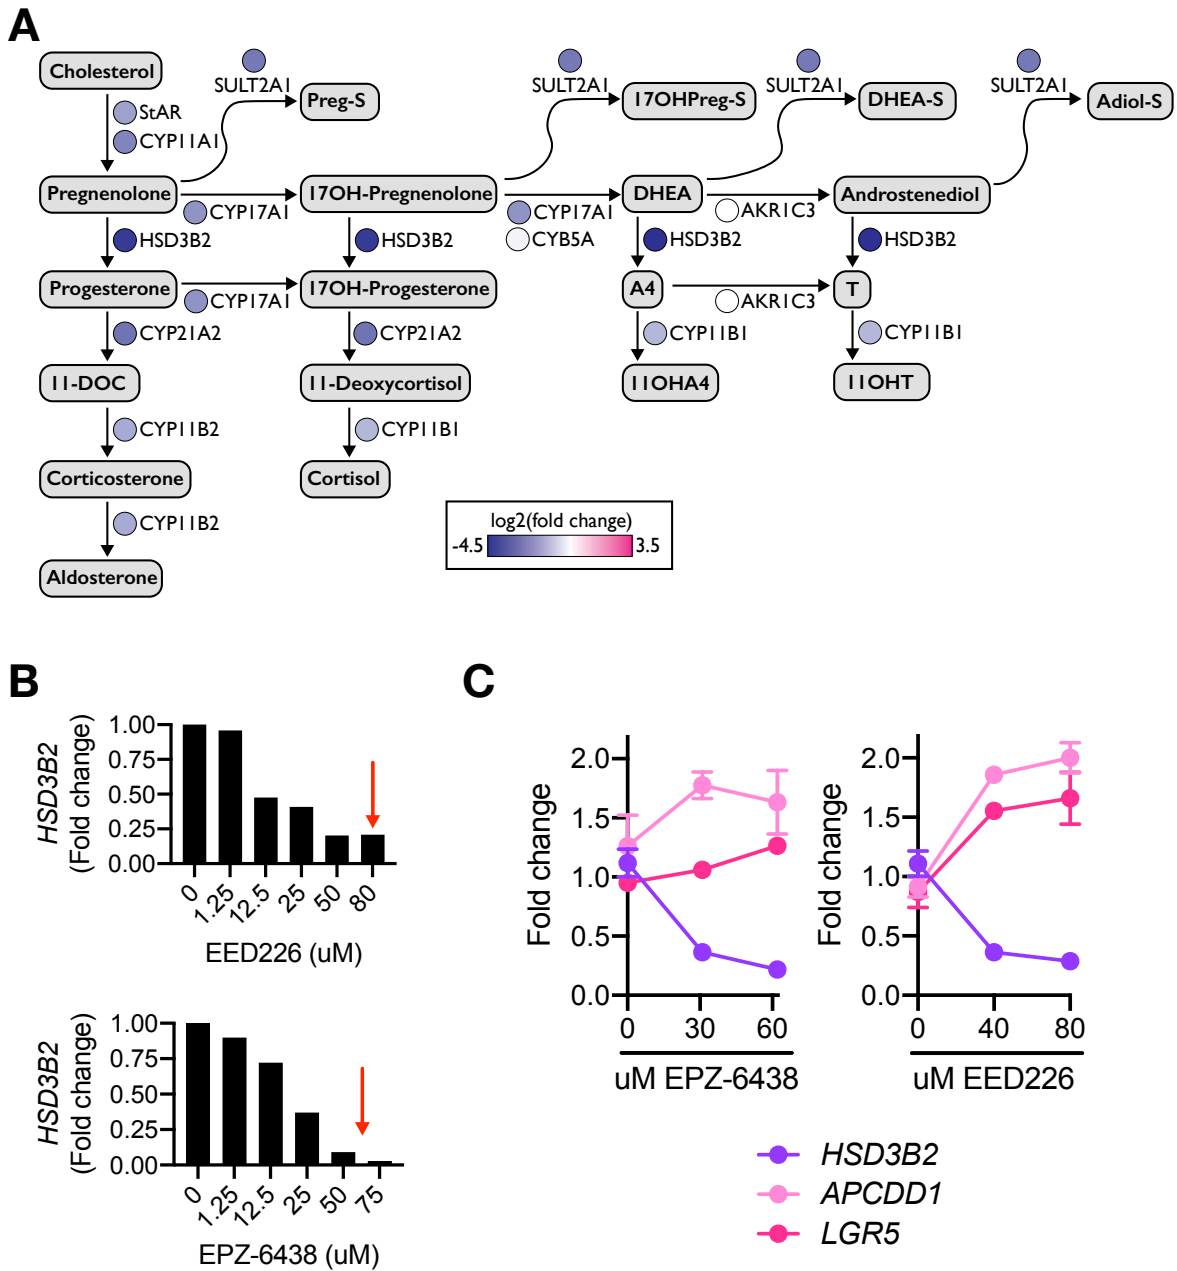 A
Cholesterol
SULT2A1
SULT2A1
SULT2A1
SULT2A1
Preg-S
17OHPreg-S
DHEA-S
Adiol-S
StAR
CYP11A1
Pregnenolone
17OH-Pregnenolone
DHEA
Androstenediol
CYP17A1
CYP17A1
AKR1C3
HSD3B2
HSD3B2
CYB5A
HSD3B2
HSD3B2
Progesterone
17OH-Progesterone
A4
T
CYP17A1
AKR1C3
CYP21A2
CYP21A2
CYP11B1
CYP11B1
11-DOC
11-Deoxycortisol
11OHA4
11OHT
CYP11B2
CYP11B1
Corticosterone
Cortisol
CYP11B2
Aldosterone
log2(fold change)
-4.5
3.5
B
HSD3B2
(Fold change)
1.00
0.75
0.50
0.25
0.00
0
1.25
12.5
25
50
80
EED226 (uM)
HSD3B2
(Fold change)
1.00
0.75
0.50
0.25
0.00
0
1.25
12.5
25
50
75
EPZ-6438 (uM)
C
Fold change
2.0
1.5
1.0
0.5
0.0
0 30 60
uM EPZ-6438
Fold change
2.0
1.5
1.0
0.5
0.0
0 40 80
uM EED226
HSD3B2
APCDD1
LGR5